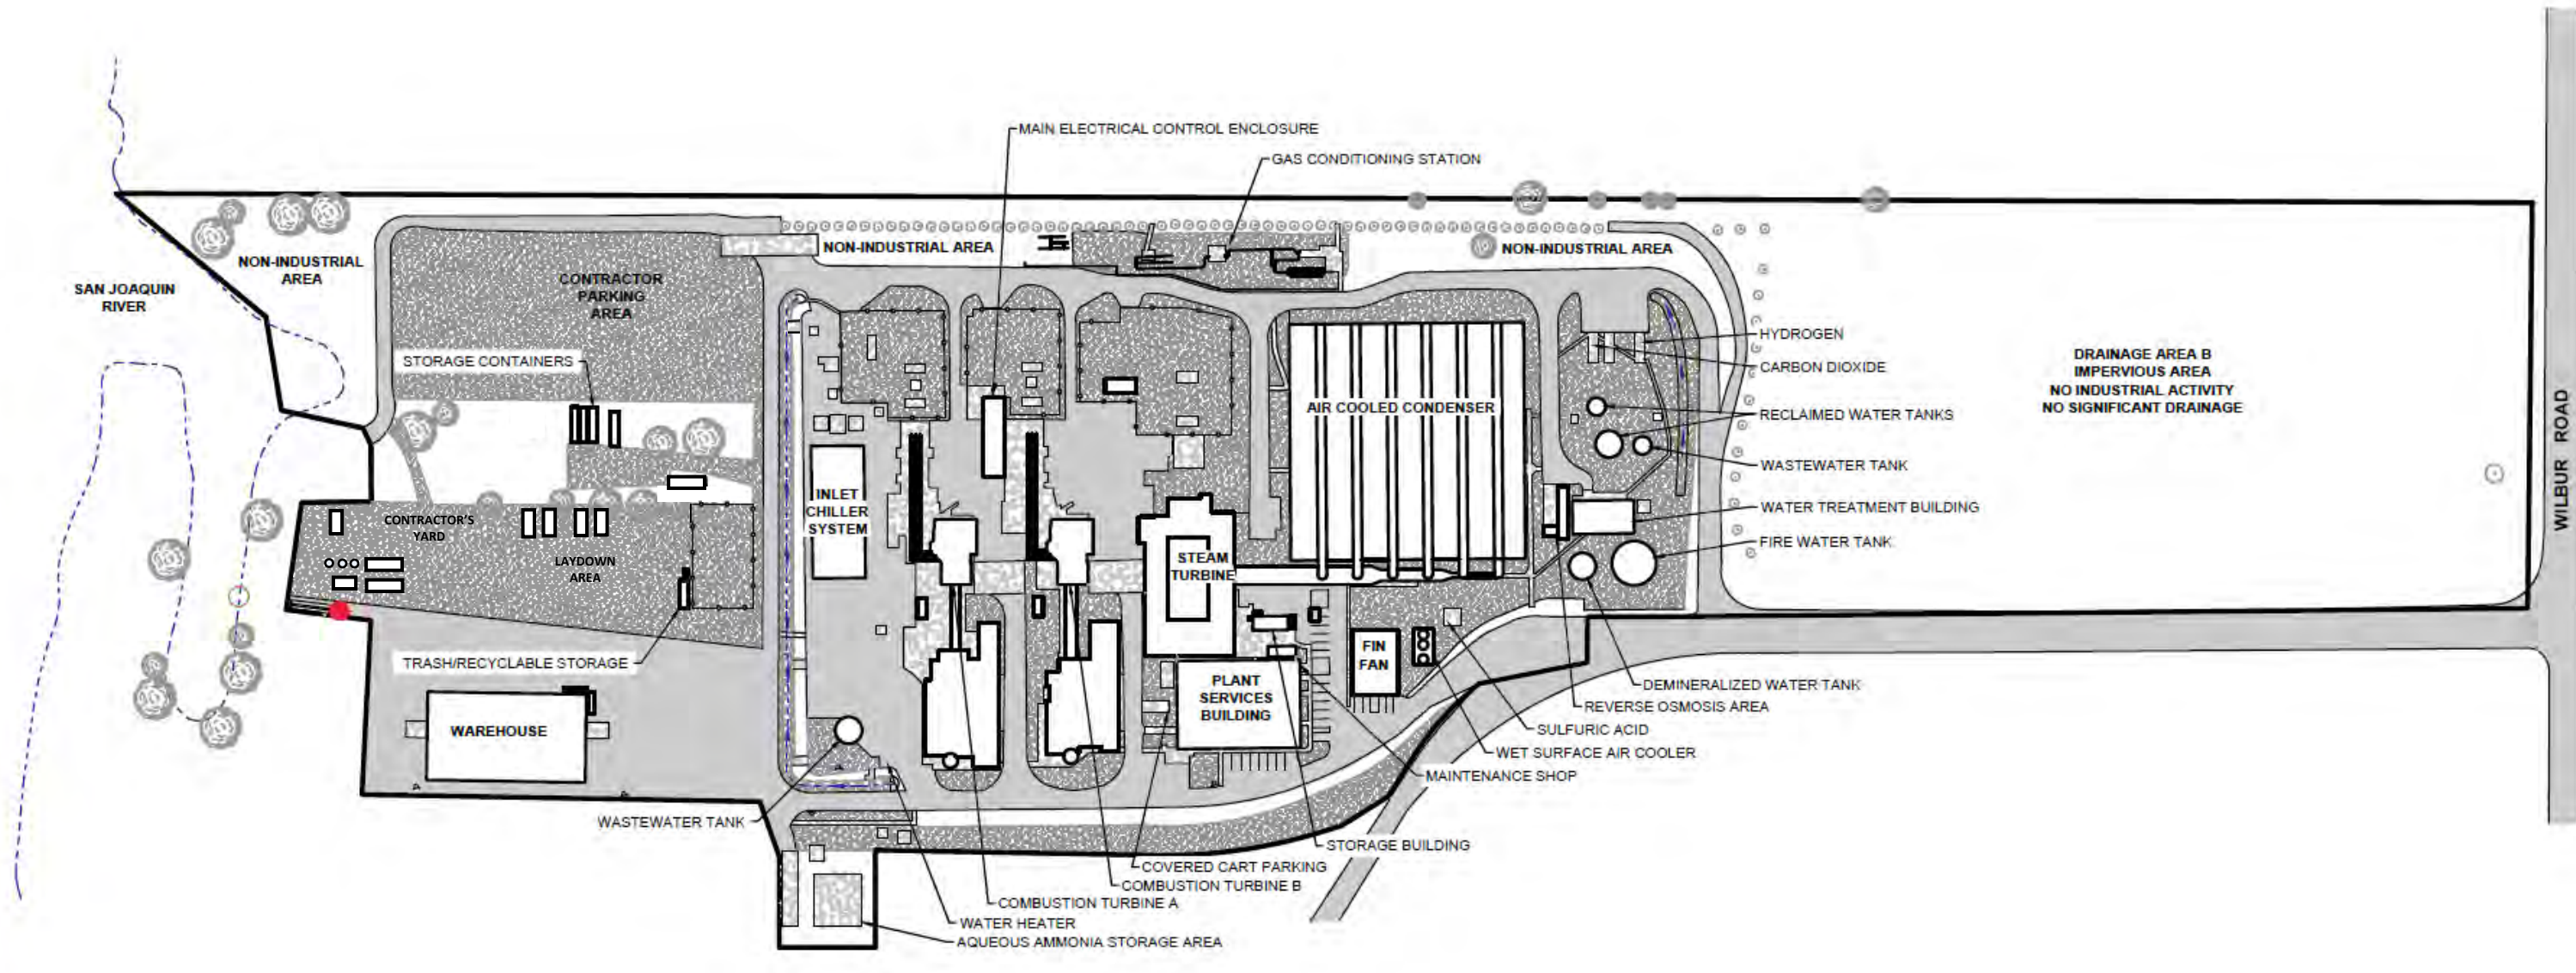 MAIN ELECTRICAL CONTROL ENCLOSURE
GAS CONDITIONING STATION
NON-INDUSTRIAL AREA
NON-INDUSTRIAL AREA
NON-INDUSTRIAL
AREA
SAN JOAQUIN
RIVER
CONTRACTOR
PARKING
AREA
STORAGE CONTAINERS
HYDROGEN
CARBON DIOXIDE
RECLAIMED WATER TANKS
WASTEWATER TANK
WATER TREATMENT BUILDING
FIRE WATER TANK
DRAINAGE AREA B
IMPERVIOUS AREA
NO INDUSTRIAL ACTIVITY
NO SIGNIFICANT DRAINAGE
WILBUR ROAD
AIR COOLED CONDENSER
INLET
CHILLER
SYSTEM
CONTRACTOR'S
YARD
LAYDOWN
AREA
STEAM
TURBINE
TRASH/RECYCLABLE STORAGE
FIN
FAN
PLANT
SERVICES
BUILDING
WAREHOUSE
DEMINERALIZED WATER TANK
REVERSE OSMOSIS AREA
SULFURIC ACID
WET SURFACE AIR COOLER
MAINTENANCE SHOP
WASTEWATER TANK
STORAGE BUILDING
COVERED CART PARKING
COMBUSTION TURBINE B
COMBUSTION TURBINE A
WATER HEATER
AQUEOUS AMMONIA STORAGE AREA